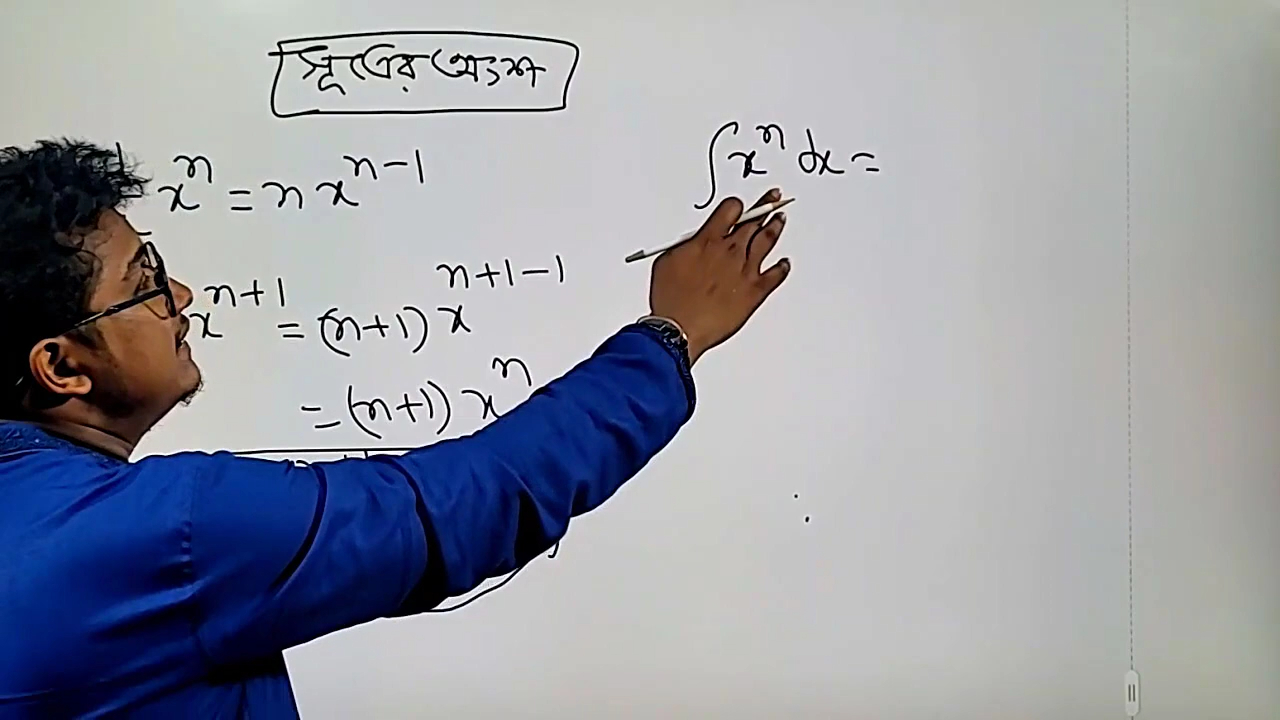 সূত্রের অংশ
x^n = n x^{n-1}
x^{n+1} = (n+1) x^{n+1-1}
= (n+1) x^n
∫ x^n dx =